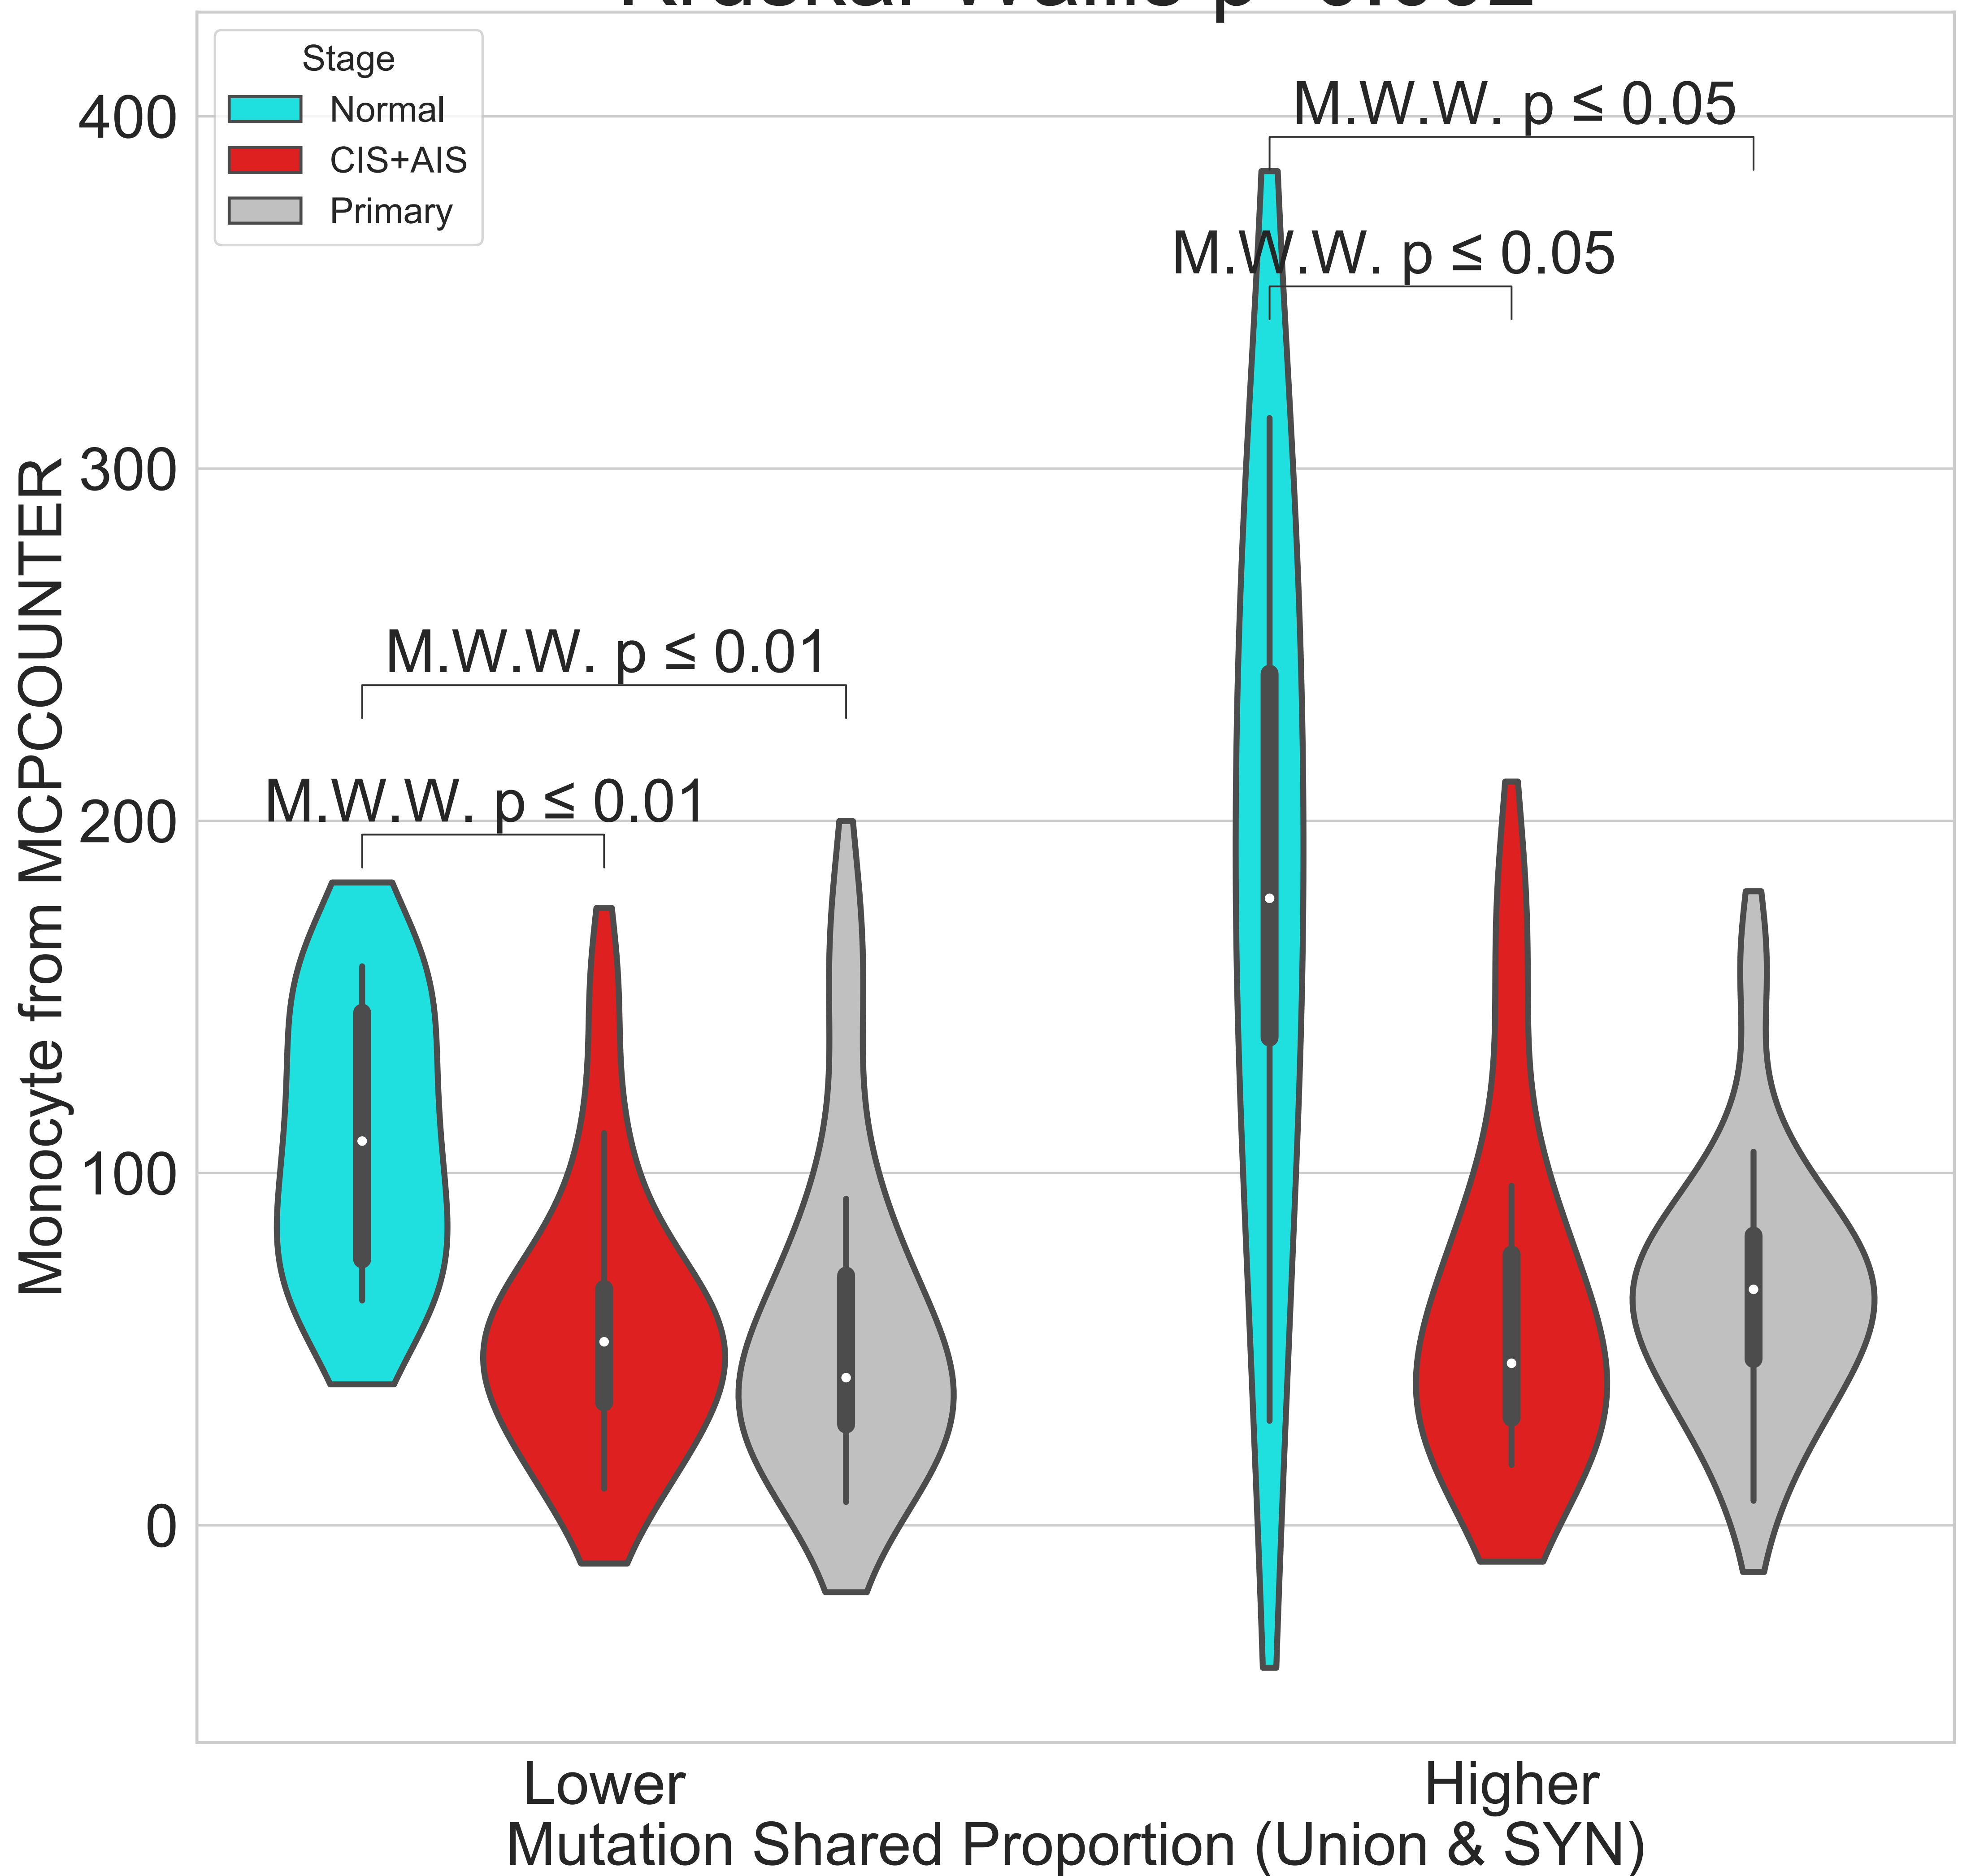 Stage
Normal
CIS+AIS
Primary
400
300
200
100
0
Monocyte from MCPCOUNTER
M.W.W. p ≤ 0.05
M.W.W. p ≤ 0.05
M.W.W. p ≤ 0.01
M.W.W. p ≤ 0.01
Lower
Higher
Mutation Shared Proportion (Union & SYN)